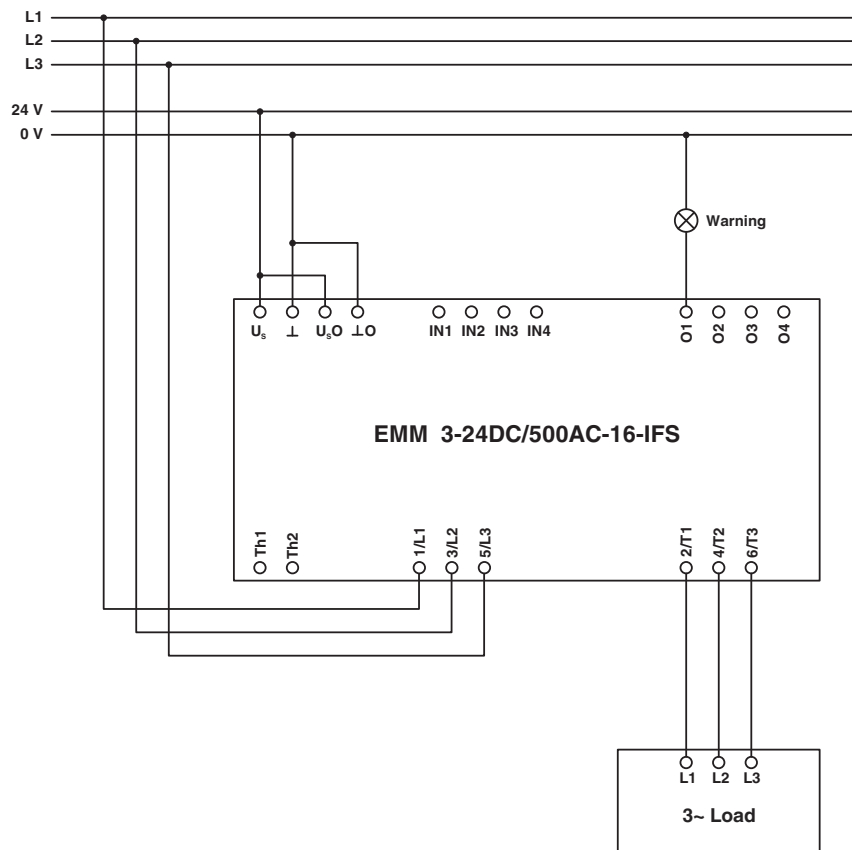 L1
L2
L3
24 V
0 V
Warning
Uₛ ⊥ UₛO ⊥O IN1 IN2 IN3 IN4 O1 O2 O3 O4
EMM 3-24DC/500AC-16-IFS
Th1 Th2 1/L1 3/L2 5/L3 2/T1 4/T2 6/T3
L1 L2 L3
3~ Load